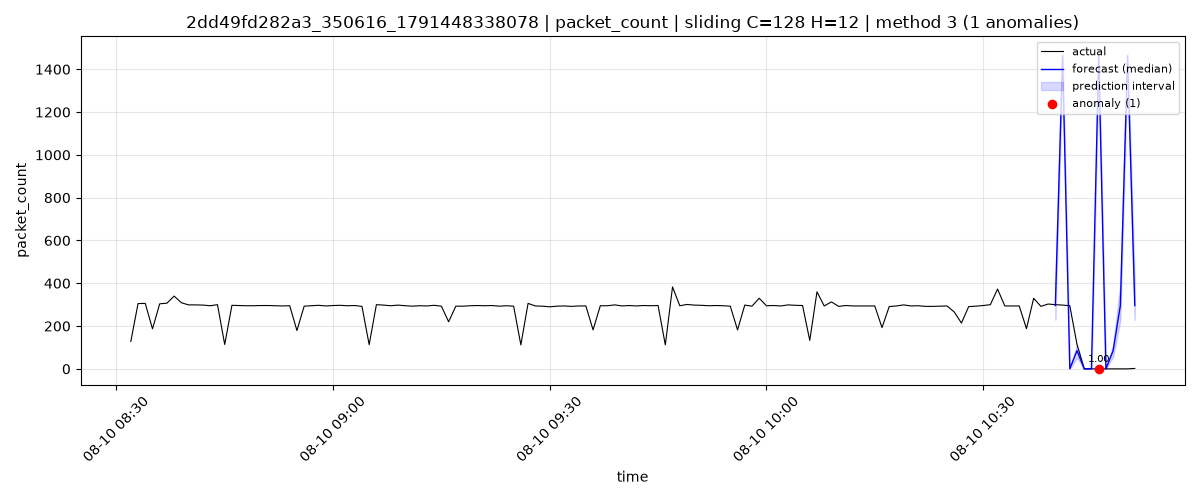 2dd49fd282a3_350616_1791448338078 | packet_count | sliding C=128 H=12 | method 3 (1 anomalies)
actual
forecast (median)
prediction interval
anomaly (1)
1400
1200
1000
800
600
400
200
0
packet_count
1.00
08-10 08:30
08-10 09:00
08-10 09:30
08-10 10:00
08-10 10:30
time